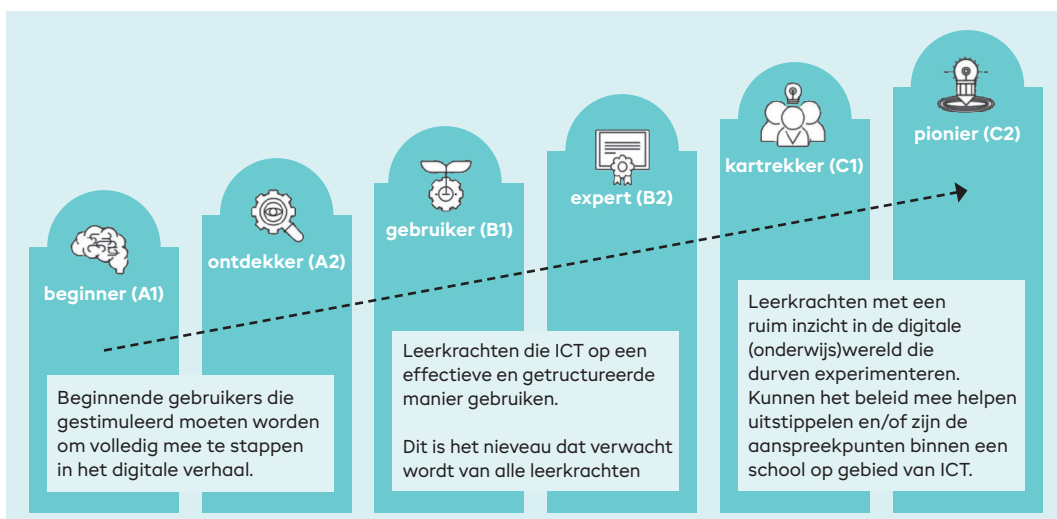 beginner (A1)
ontdekker (A2)
gebruiker (B1)
expert (B2)
kartrekker (C1)
pionier (C2)
Beginnende gebruikers die
gestimuleerd moeten worden
om volledig mee te stappen
in het digitale verhaal.
Leerkrachten die ICT op een
effectieve en getructureerde
manier gebruiken.
Dit is het nieveau dat verwacht
wordt van alle leerkrachten
Leerkrachten met een
ruim inzicht in de digitale
(onderwijs)wereld die
durven experimenteren.
Kunnen het beleid mee helpen
uitstippelen en/of zijn de
aanspreekpunten binnen een
school op gebied van ICT.